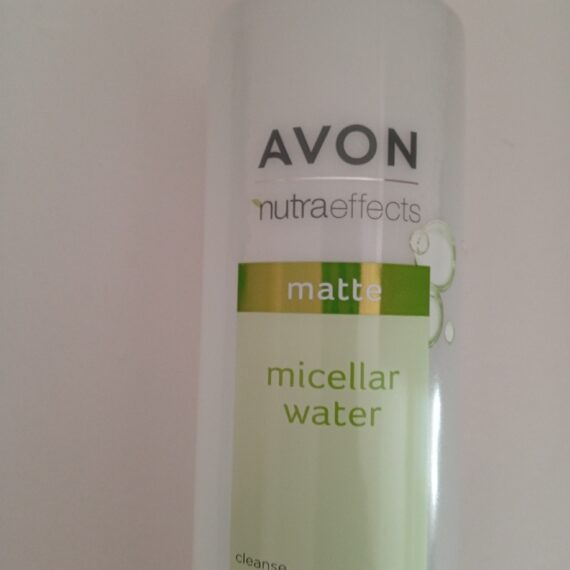 AVON
nutraeffects
matte
micellar
water
cleanse